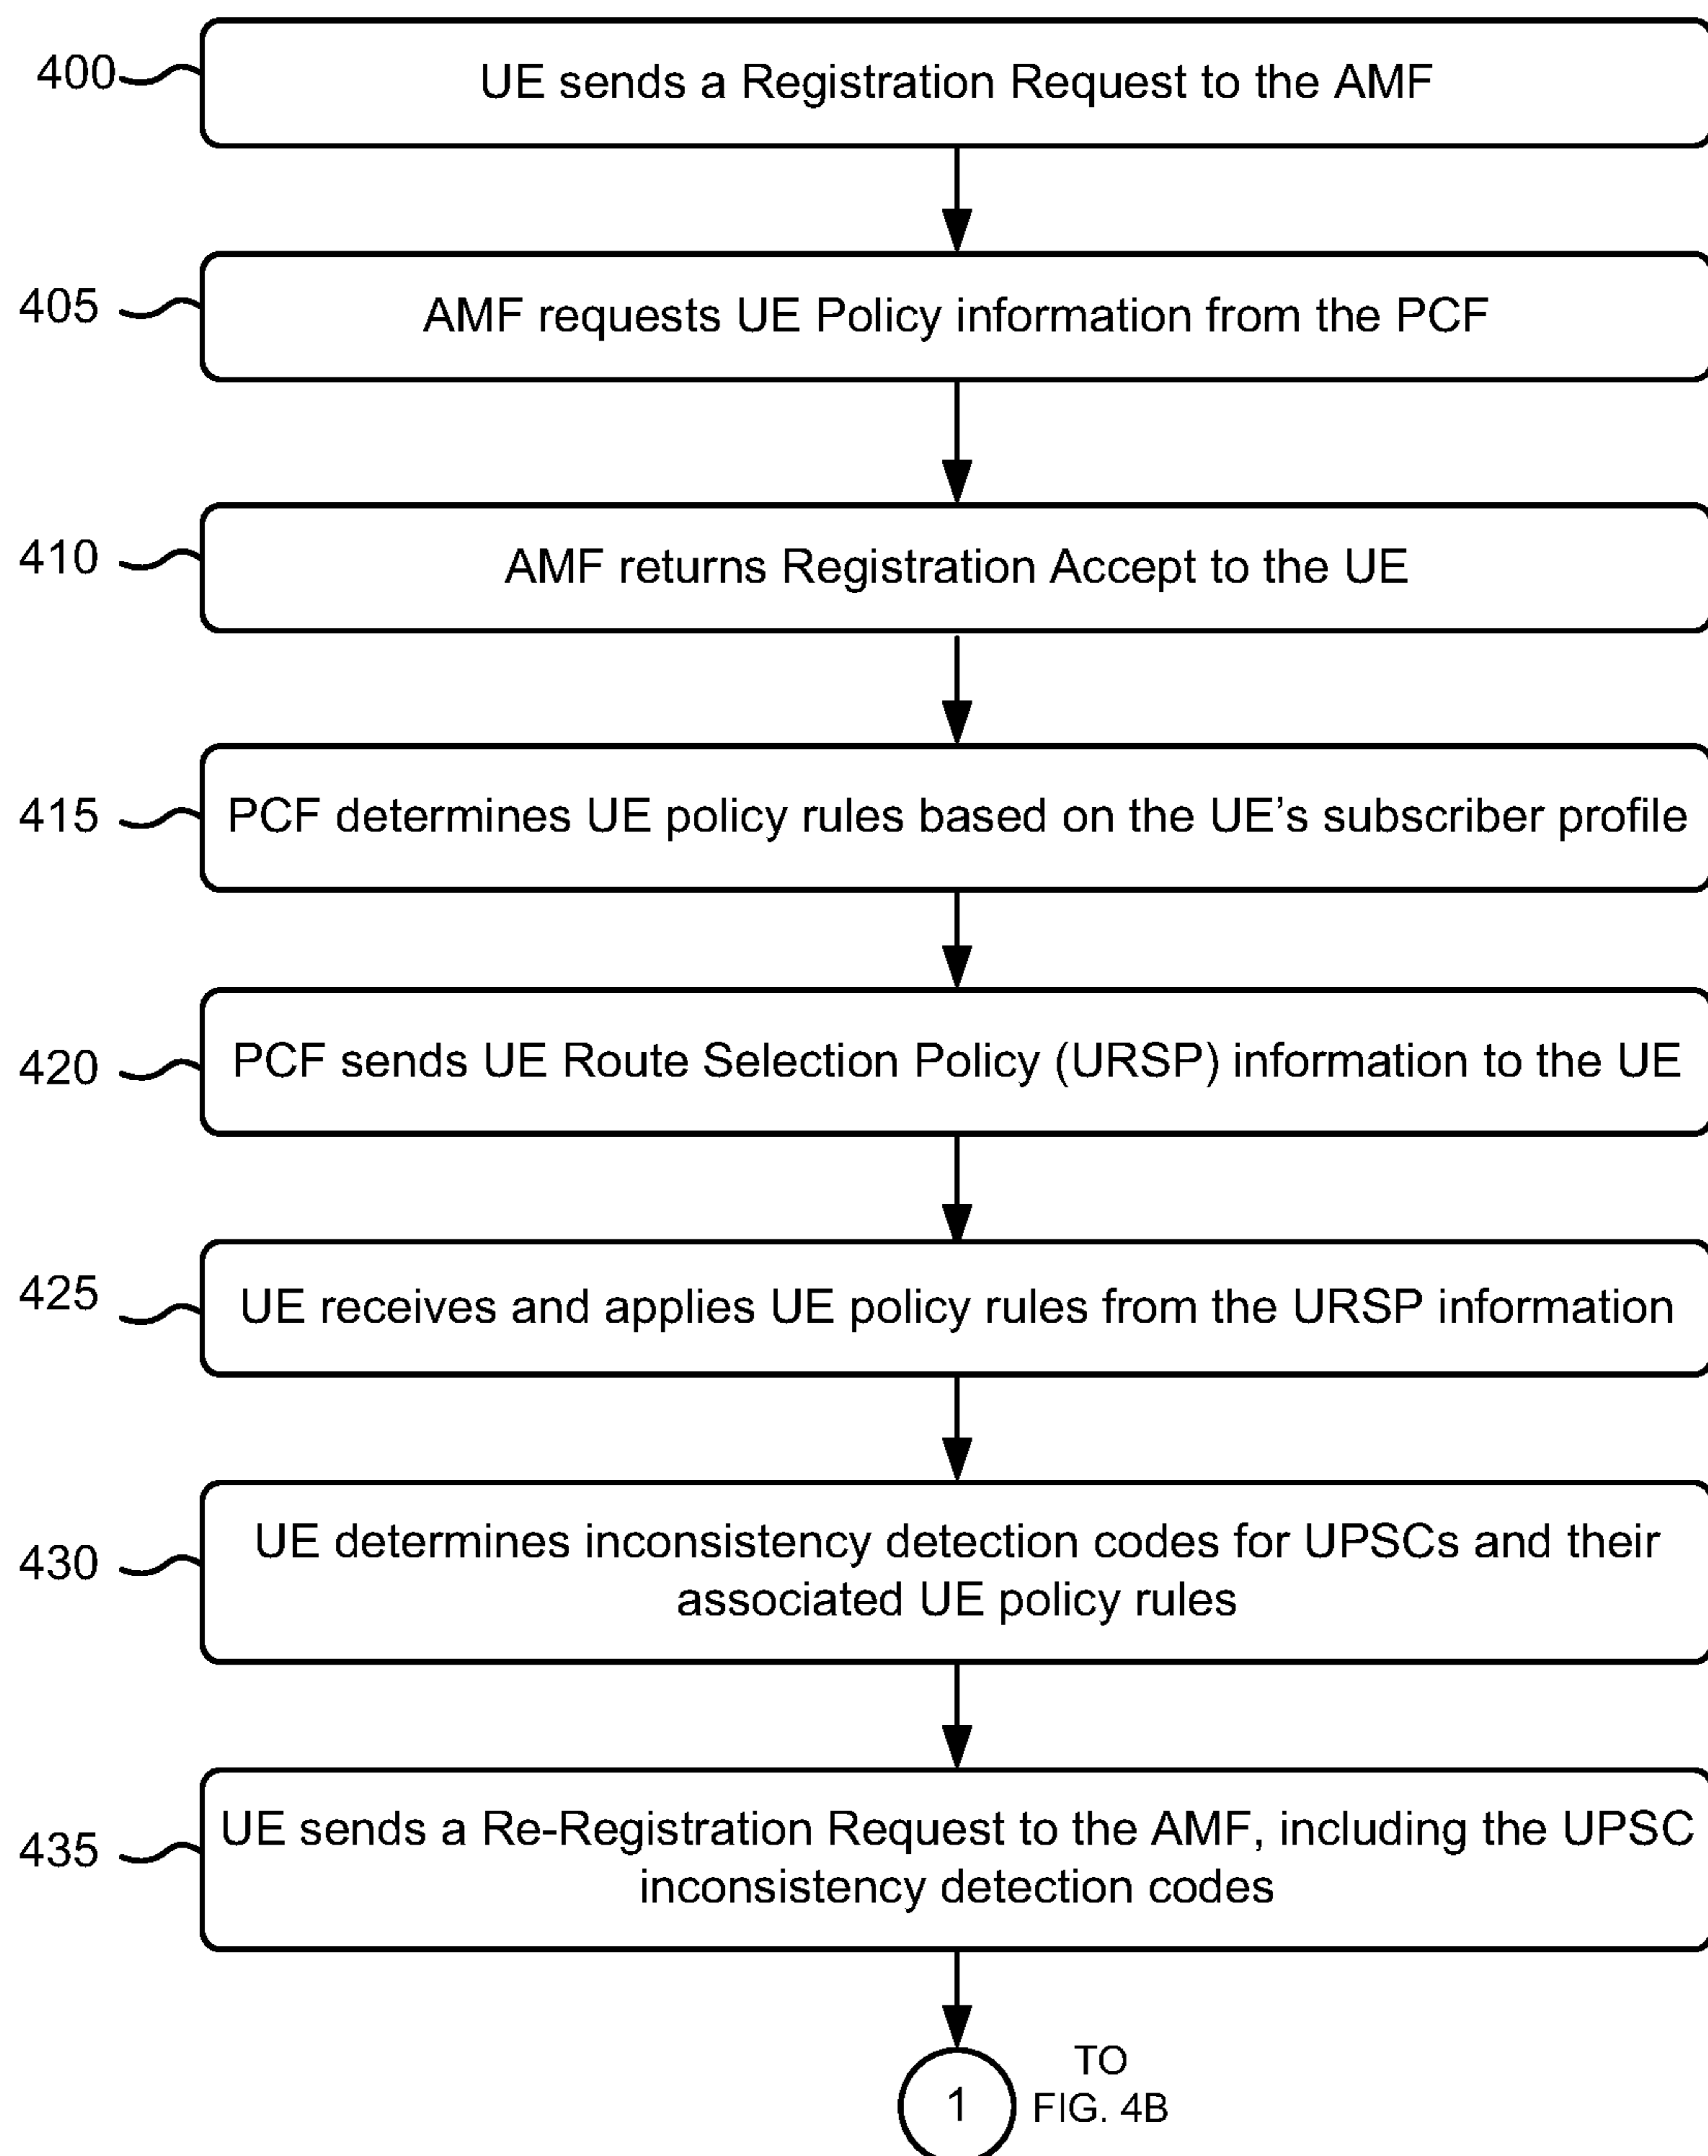 400
UE sends a Registration Request to the AMF
405
AMF requests UE Policy information from the PCF
410
AMF returns Registration Accept to the UE
415
PCF determines UE policy rules based on the UE’s subscriber profile
420
PCF sends UE Route Selection Policy (URSP) information to the UE
425
UE receives and applies UE policy rules from the URSP information
430
UE determines inconsistency detection codes for UPSCs and their
associated UE policy rules
435
UE sends a Re-Registration Request to the AMF, including the UPSC
inconsistency detection codes
1
TO
FIG. 4B